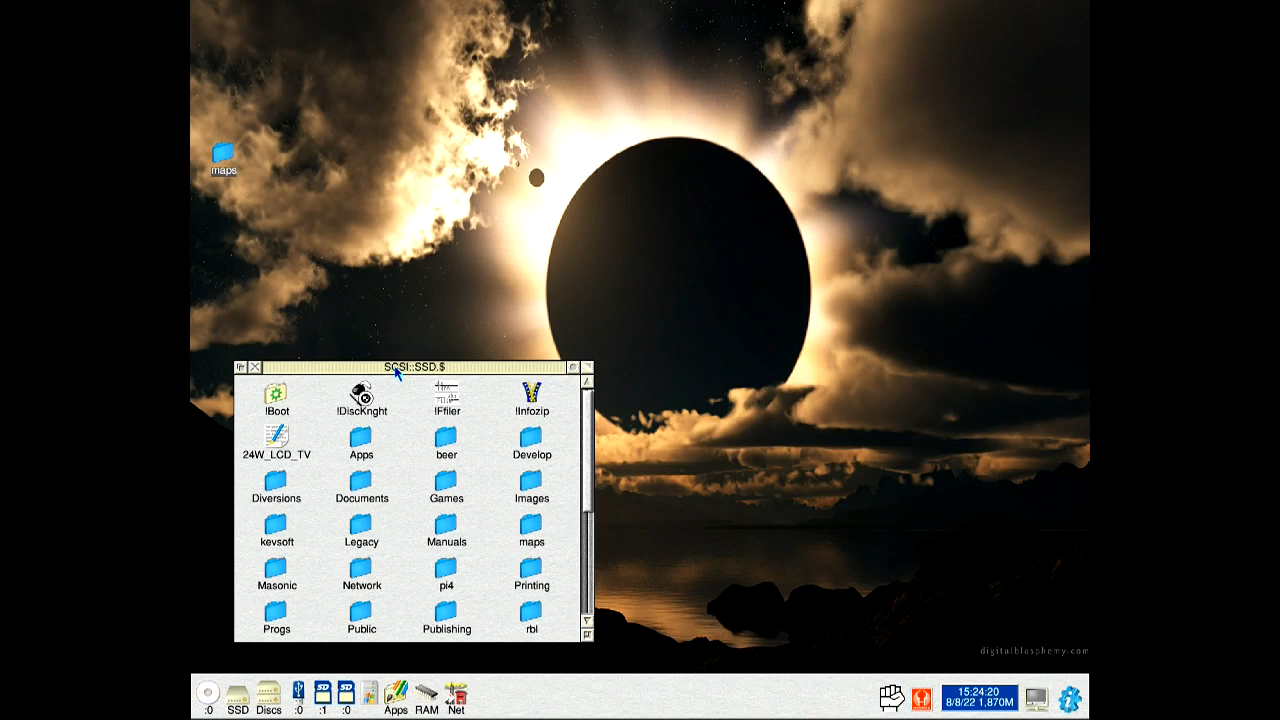 maps
SCSI::SSD.$
!Boot
!DiscKnght
!Ffiler
!Infozip
24W_LCD_TV
Apps
beer
Develop
Diversions
Documents
Games
Images
kevsoft
Legacy
Manuals
maps
Masonic
Network
pi4
Printing
Progs
Public
Publishing
rbl
digitalblasphemy.com
SD
SD
:0
SSD
Discs
:0
:1
:0
Apps
RAM
Net
15:24:20
8/8/22 1,870M